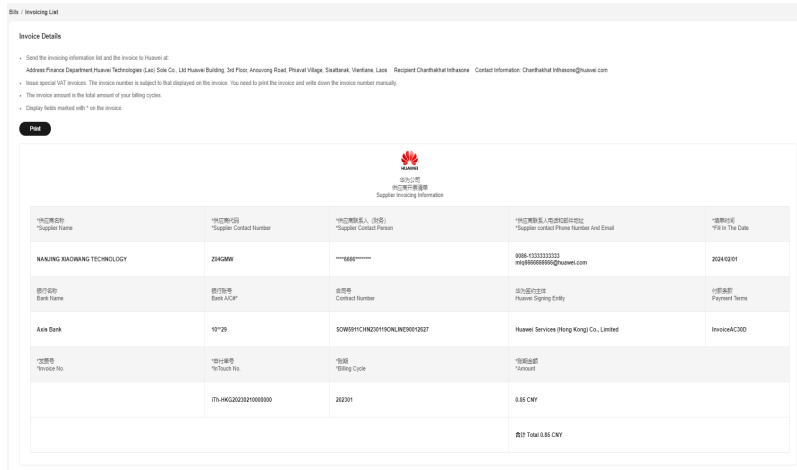 Bills / Invoicing List
Invoice Details
Send the invoicing information list and the invoice to Huawei at:
Address:Finance Department,Huawei Technologies (Lao) Sole Co., Ltd Huawei Building, 3rd Floor, Anouvong Road, Phiavat Village, Sisattanak, Vientiane, Laos Recipient:Chanthakhat Inthasone Contact Information: Chanthakhat Inthasone@huawei.com
Issue special VAT invoices. The invoice number is subject to that displayed on the invoice. You need to print the invoice and write down the invoice number manually.
The invoice amount is the total amount of your billing cycles.
Display fields marked with * on the invoice.
Print
HUAWEI
华为公司
供应商开票清单
Supplier Invoicing Information
*供应商名称 *供应商代码 *供应商联系人 (财务) *供应商联系人电话和邮件地址 *填单时间
*Supplier Name *Supplier Contact Number *Supplier Contact Person *Supplier contact Phone Number And Email *Fill In The Date
NANJING XIAOWANG TECHNOLOGY Z04GMW ****6666******** 0086-13333333333 2024/02/01
mlq6666666666@huawei.com
银行名称 银行账号 合同号 华为签约主体 付款条款
Bank Name Bank A/C#* Contract Number Huawei Signing Entity Payment Terms
Axis Bank 10**29 SOW5911CHN230119ONLINE90012627 Huawei Services (Hong Kong) Co., Limited InvoiceAC30D
*发票号 *支付单号 *账期 *账期金额
*Invoice No. *InTouch No. *Billing Cycle *Amount
iTh-HKG20230210000000 202301 0.85 CNY
合计 Total 0.85 CNY